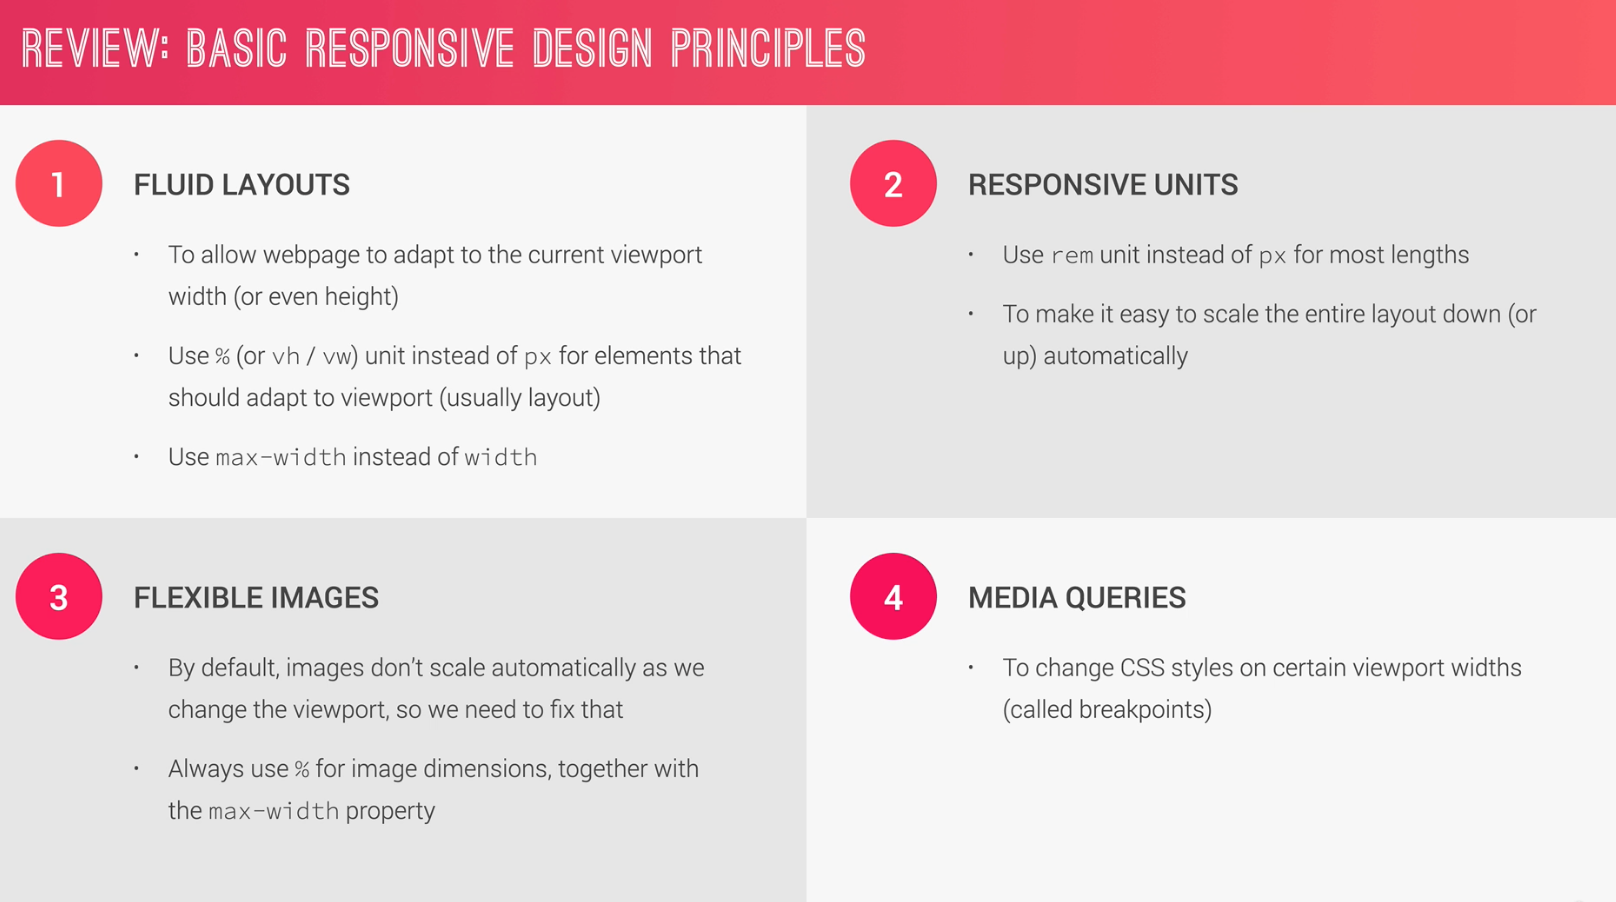 REVIEW: BASIC RESPONSIVE DESIGN PRINCIPLES
1
FLUID LAYOUTS
• To allow webpage to adapt to the current viewport
width (or even height)
• Use % (or vh / vw) unit instead of px for elements that
should adapt to viewport (usually layout)
• Use max-width instead of width
2
RESPONSIVE UNITS
• Use rem unit instead of px for most lengths
• To make it easy to scale the entire layout down (or
up) automatically
3
FLEXIBLE IMAGES
• By default, images don’t scale automatically as we
change the viewport, so we need to fix that
• Always use % for image dimensions, together with
the max-width property
4
MEDIA QUERIES
• To change CSS styles on certain viewport widths
(called breakpoints)